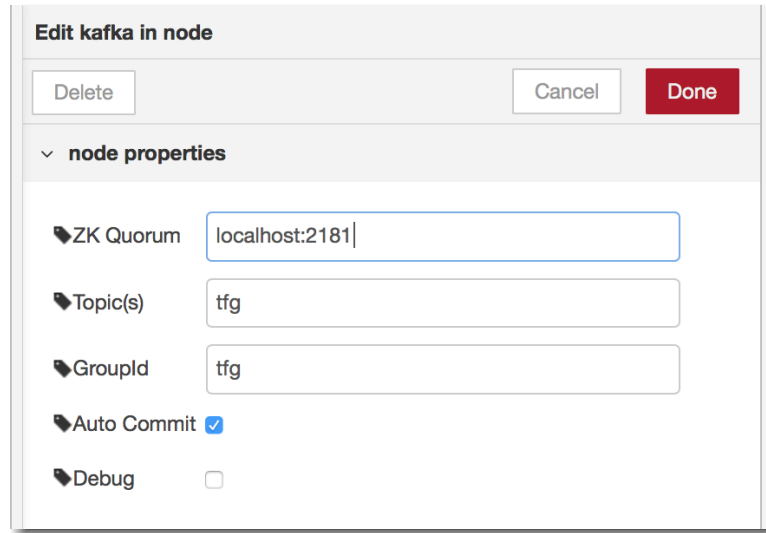 Edit kafka in node
Delete Cancel Done
node properties
ZK Quorum localhost:2181
Topic(s) tfg
GroupId tfg
Auto Commit
Debug